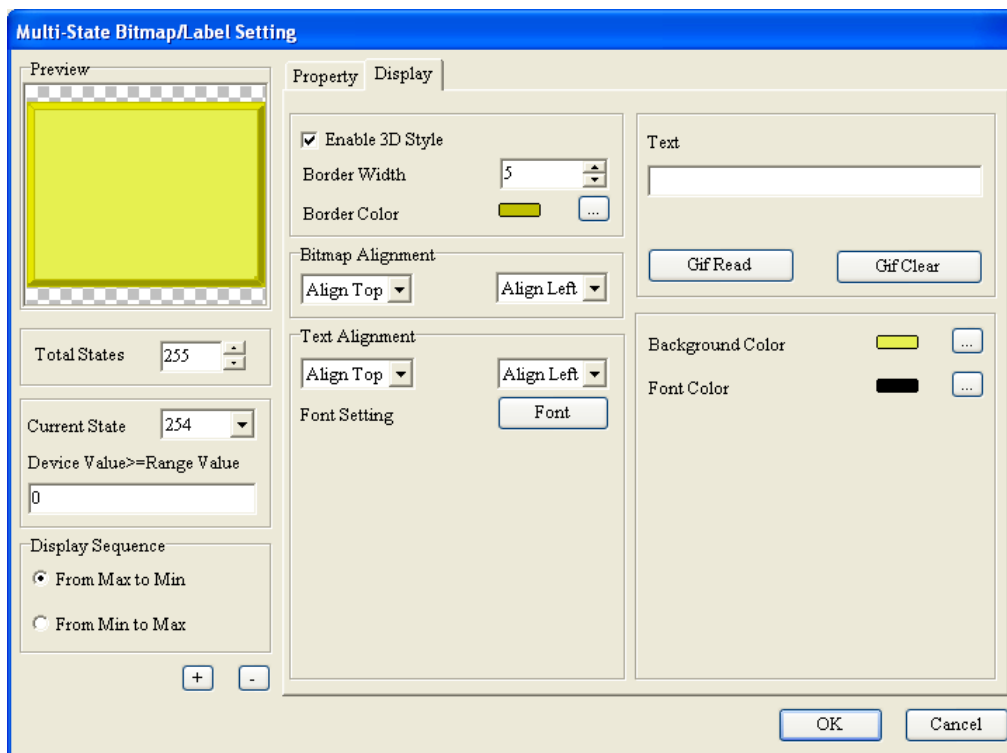 Multi-State Bitmap/Label Setting
Preview
Total States 255
Current State 254
Device Value>=Range Value
0
Display Sequence
From Max to Min
From Min to Max
+ -
Property Display
Enable 3D Style
Border Width 5
Border Color ...
Bitmap Alignment
Align Top Align Left
Text Alignment
Align Top Align Left
Font Setting Font
Text
Gif Read Gif Clear
Background Color ...
Font Color ...
OK Cancel